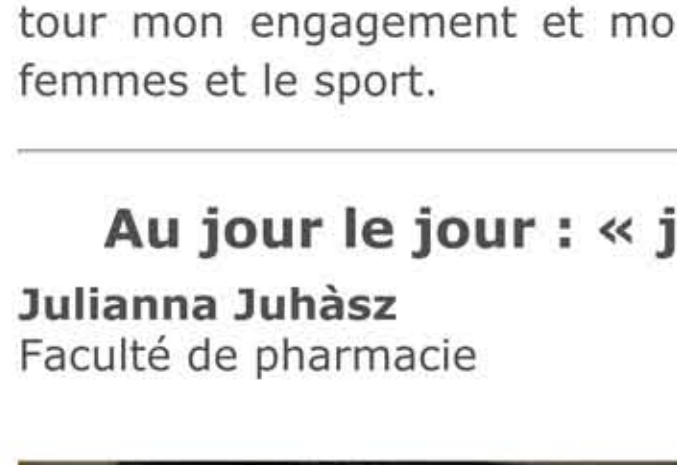 tour mon engagement et mo
femmes et le sport.
Au jour le jour : « j
Julianna Juhàsz
Faculté de pharmacie